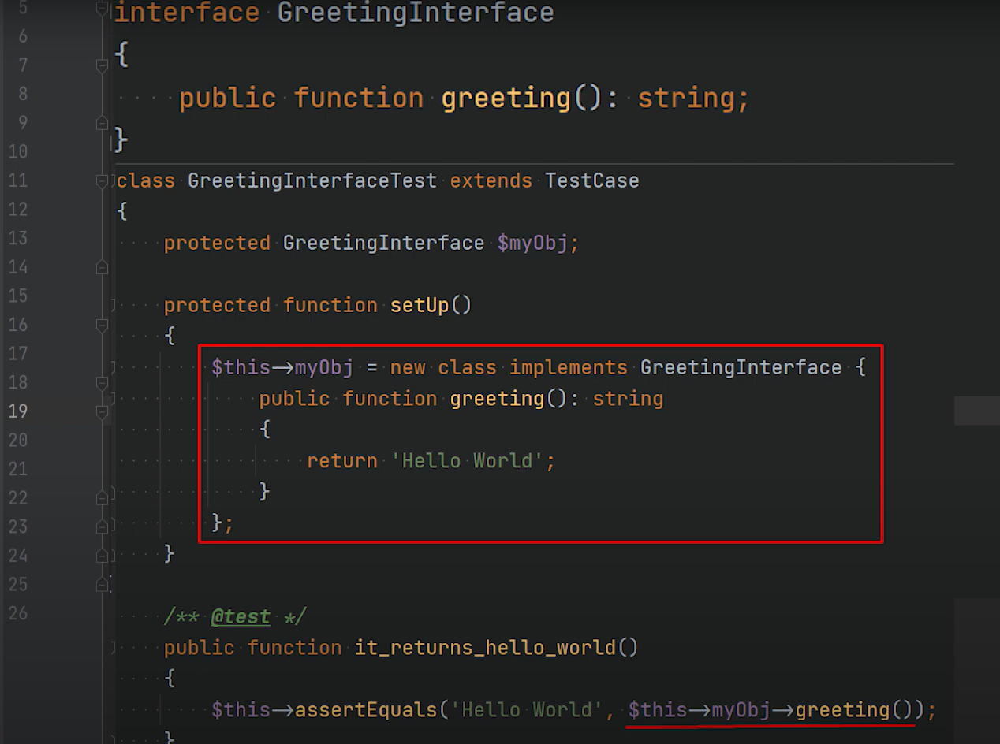 5
6
7
8
9
10
11
12
13
14
15
16
17
18
19
20
21
22
23
24
25
26
interface GreetingInterface
{
public function greeting(): string;
}
class GreetingInterfaceTest extends TestCase
{
protected GreetingInterface $myObj;
protected function setUp()
{
$this->myObj = new class implements GreetingInterface {
public function greeting(): string
{
return 'Hello World';
}
};
}
/** @test */
public function it_returns_hello_world()
{
$this->assertEquals('Hello World', $this->myObj->greeting());
}